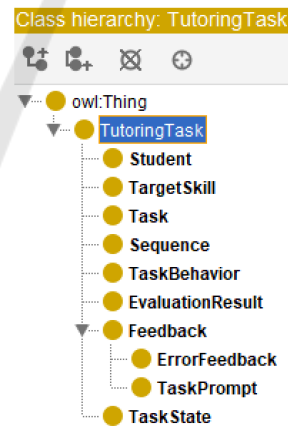 Class hierarchy: TutoringTask
owl:Thing
TutoringTask
Student
TargetSkill
Task
Sequence
TaskBehavior
EvaluationResult
Feedback
ErrorFeedback
TaskPrompt
TaskState